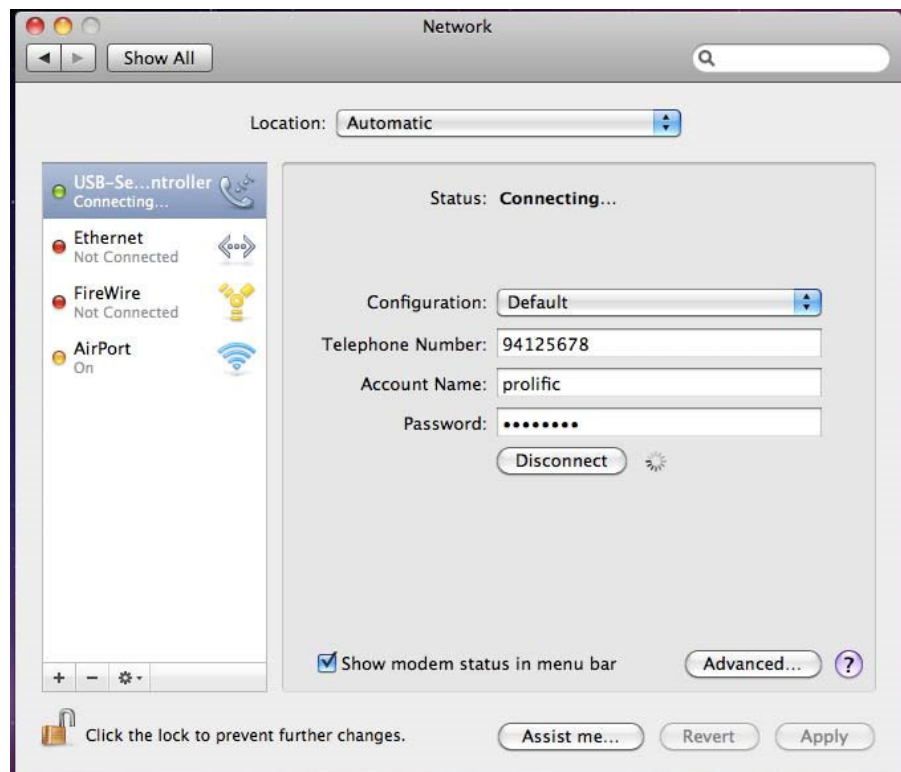 Network
Show All
Location: Automatic
USB-Se...ntroller
Connecting...
Ethernet
Not Connected
FireWire
Not Connected
AirPort
On
Status: Connecting...
Configuration: Default
Telephone Number: 94125678
Account Name: prolific
Password: ••••••••
Disconnect
Show modem status in menu bar
Advanced... ?
+ −
Click the lock to prevent further changes.
Assist me... Revert Apply